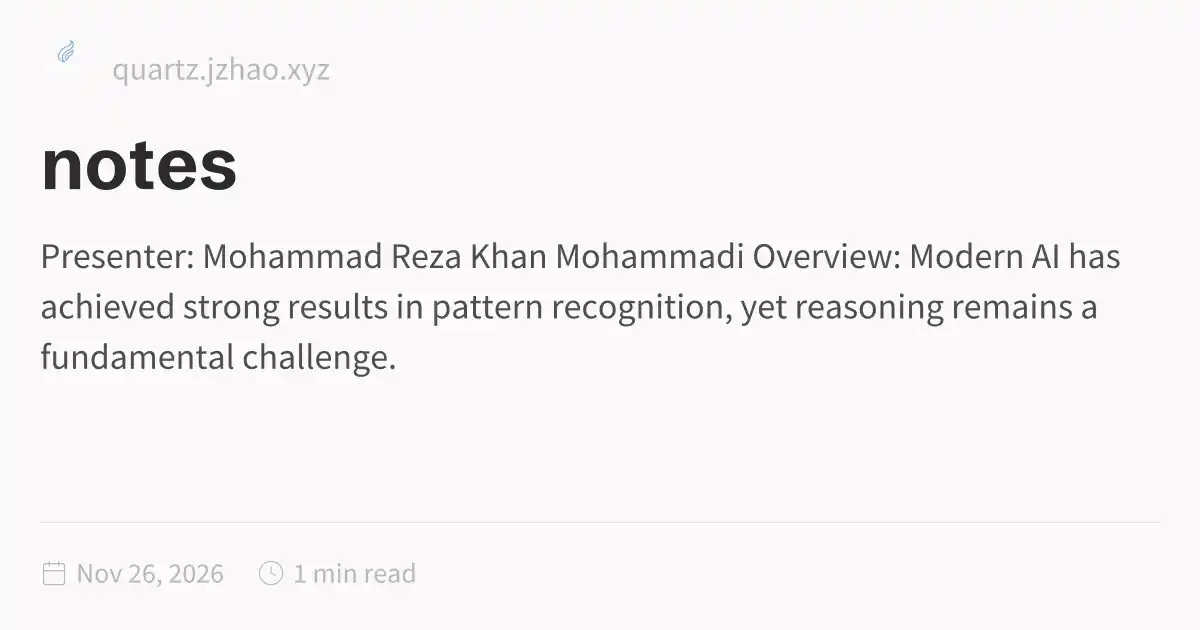 quartz.jzhao.xyz
notes
Presenter: Mohammad Reza Khan Mohammadi Overview: Modern AI has
achieved strong results in pattern recognition, yet reasoning remains a
fundamental challenge.
Nov 26, 2026 1 min read